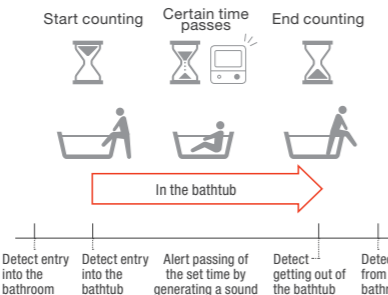 Start counting
Certain time
passes
End counting
In the bathtub
Detect entry
into the
bathroom
Detect entry
into the
bathtub
Alert passing of
the set time by
generating a sound
Detect
getting out of
the bathtub
from